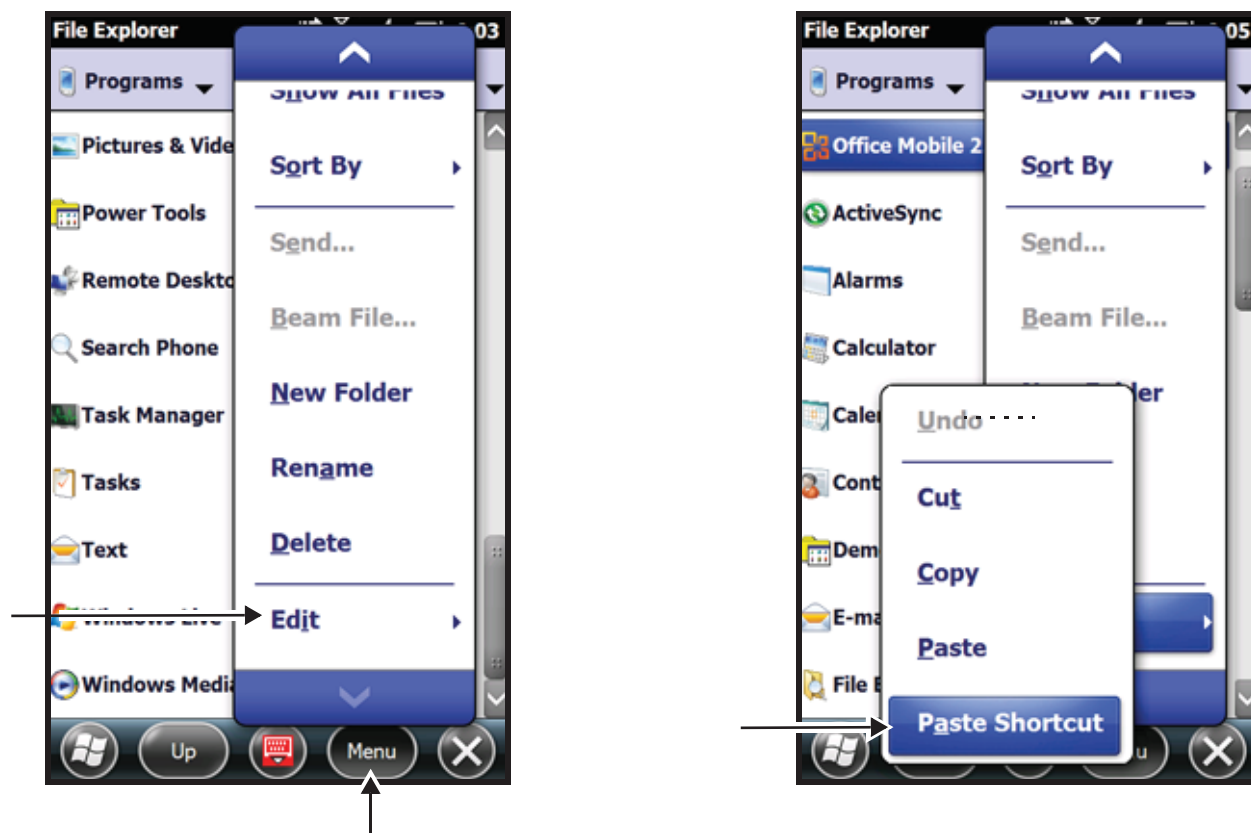 File Explorer
03
Programs
Show All Files
Pictures & Vide
Sort By
Power Tools
Send...
Remote Deskto
Beam File...
Search Phone
New Folder
Task Manager
Rename
Tasks
Delete
Text
Windows Live
Edit
Windows Media
Up
Menu
File Explorer
05
Programs
Show All Files
Office Mobile 2
Sort By
ActiveSync
Send...
Alarms
Beam File...
Calculator
der
Cale
Undo
Cont
Cut
Dem
Copy
E-ma
Paste
File E
Paste Shortcut
u